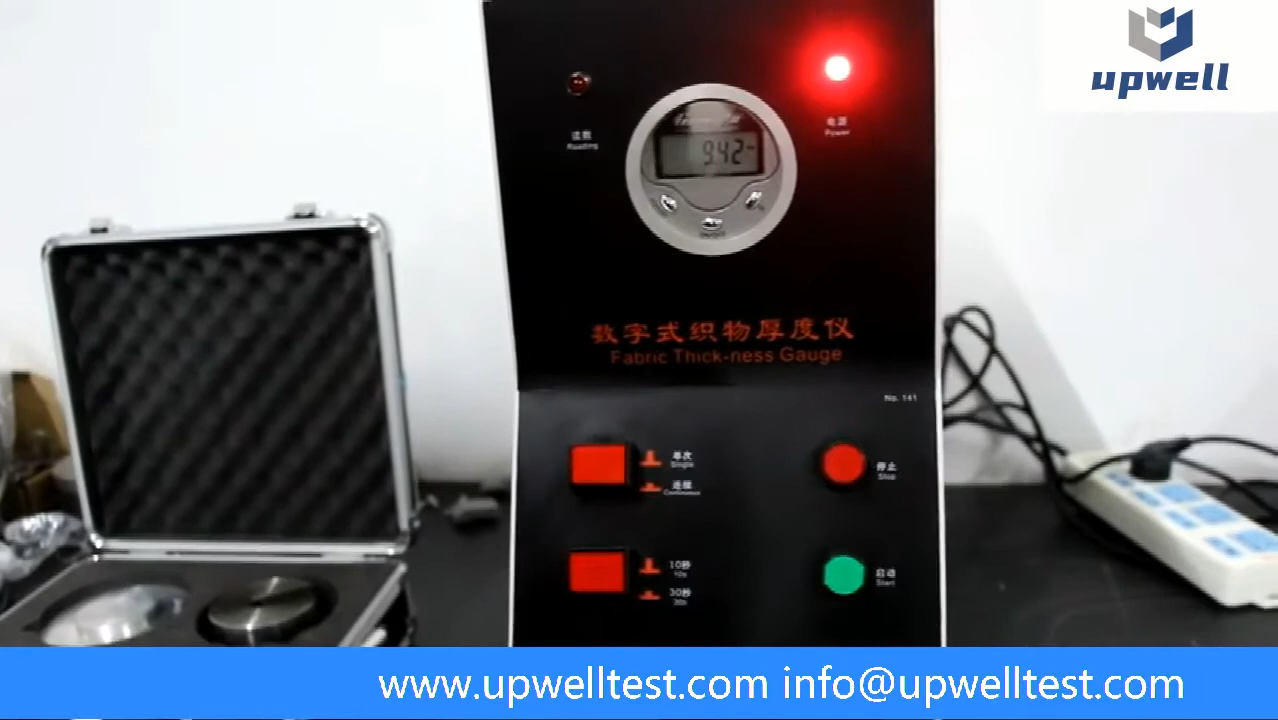 upwell
读数
Reading
9.42
电源
Power
ON/OFF
数字式织物厚度仪
Fabric Thick-ness Gauge
No. 141
单次
Single
连续
Continuous
停止
Stop
10秒
10s
30秒
30s
启动
Start
www.upwelltest.com info@upwelltest.com